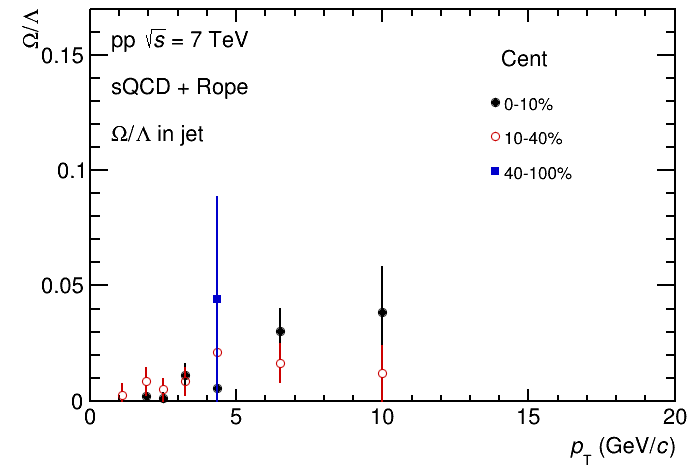 Ω/Λ
0.15
0.1
0.05
0
pp √s = 7 TeV
sQCD + Rope
Ω/Λ in jet
Cent
0-10%
10-40%
40-100%
0 5 10 15 20
p_T (GeV/c)